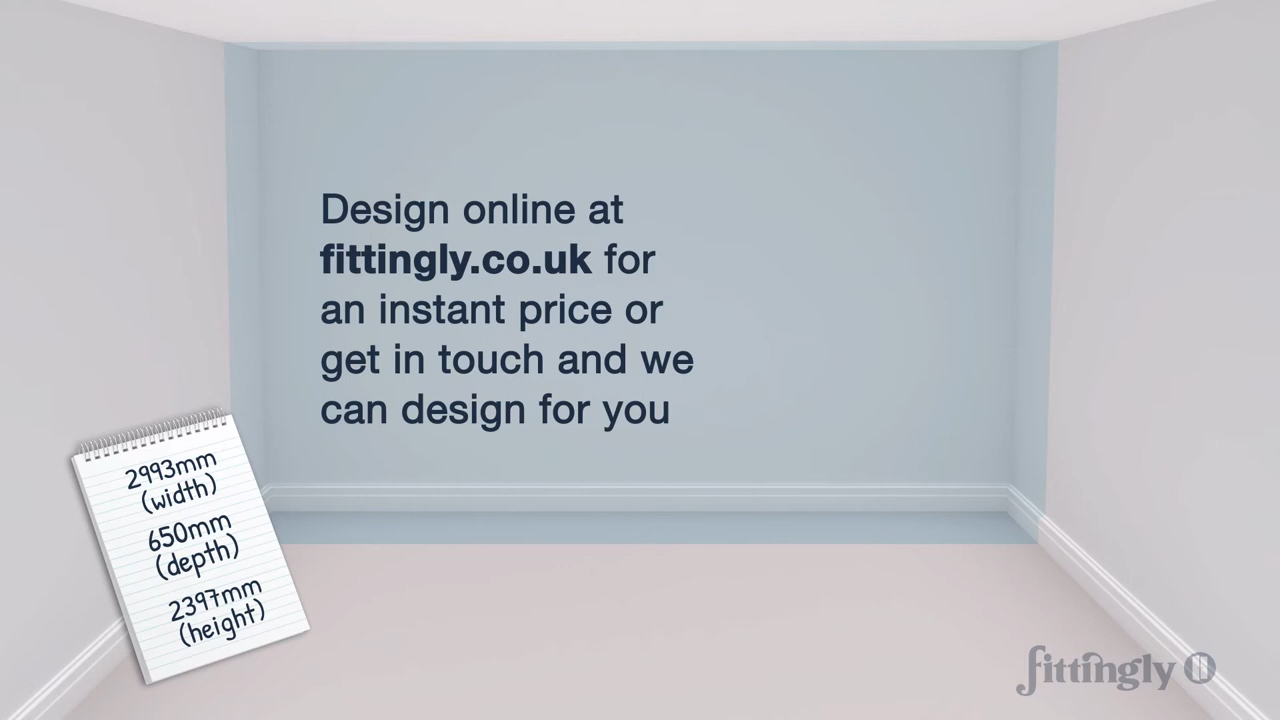 Design online at
fittingly.co.uk for
an instant price or
get in touch and we
can design for you
2993mm
(width)
650mm
(depth)
2397mm
(height)
fittingly